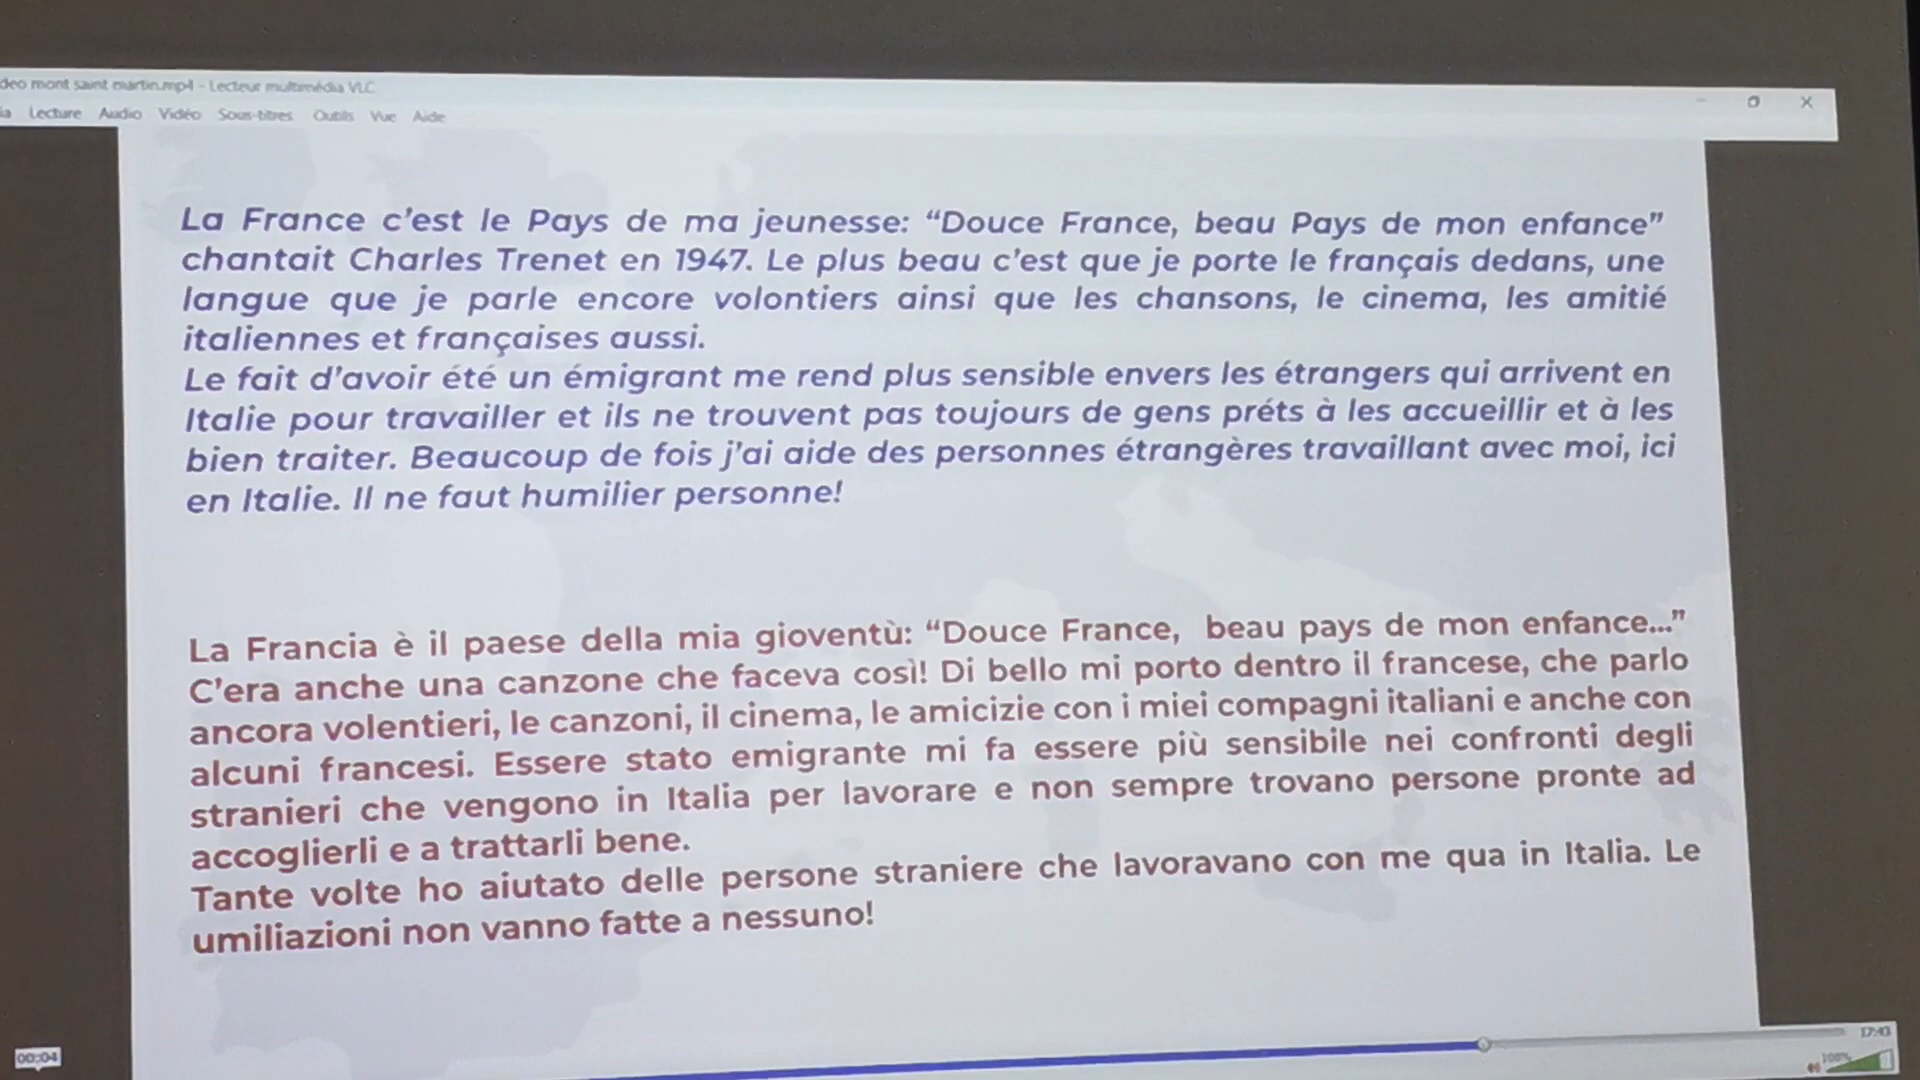 deo mont saint martin.mp4 - Lecteur multimédia VLC
ia Lecture Audio Vidéo Sous-titres Outils Vue Aide
La France c'est le Pays de ma jeunesse: “Douce France, beau Pays de mon enfance”
chantait Charles Trenet en 1947. Le plus beau c'est que je porte le français dedans, une
langue que je parle encore volontiers ainsi que les chansons, le cinema, les amitié
italiennes et françaises aussi.
Le fait d'avoir été un émigrant me rend plus sensible envers les étrangers qui arrivent en
Italie pour travailler et ils ne trouvent pas toujours de gens préts à les accueillir et à les
bien traiter. Beaucoup de fois j'ai aide des personnes étrangères travaillant avec moi, ici
en Italie. Il ne faut humilier personne!
La Francia è il paese della mia gioventù: “Douce France, beau pays de mon enfance...”
C'era anche una canzone che faceva così! Di bello mi porto dentro il francese, che parlo
ancora volentieri, le canzoni, il cinema, le amicizie con i miei compagni italiani e anche con
alcuni francesi. Essere stato emigrante mi fa essere più sensibile nei confronti degli
stranieri che vengono in Italia per lavorare e non sempre trovano persone pronte ad
accoglierli e a trattarli bene.
Tante volte ho aiutato delle persone straniere che lavoravano con me qua in Italia. Le
umiliazioni non vanno fatte a nessuno!
17:43
00:04
100%